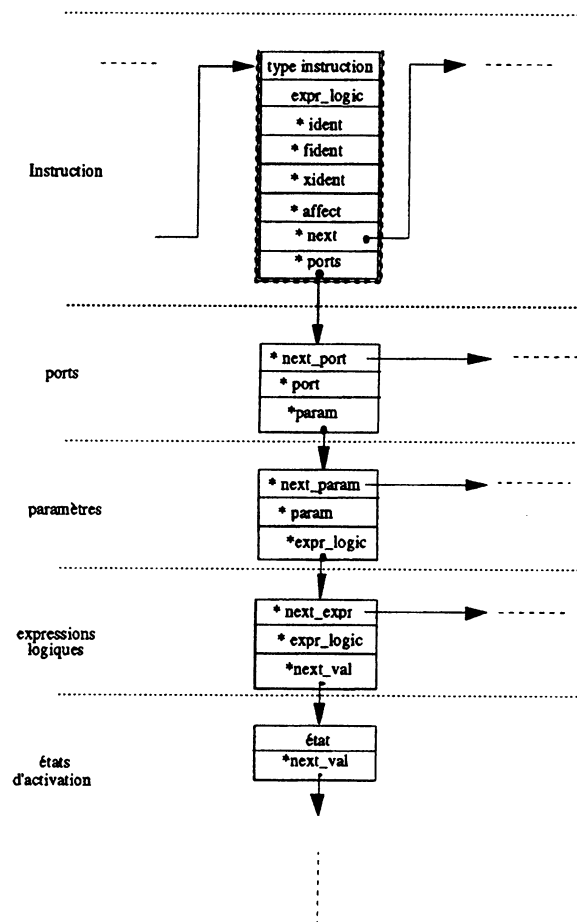 type instruction
expr_logic
* ident
* fident
* xident
* affect
* next
* ports
Instruction
* next_port
* port
*param
ports
* next_param
* param
*expr_logic
paramètres
* next_expr
* expr_logic
*next_val
expressions
logiques
état
*next_val
états
d'activation